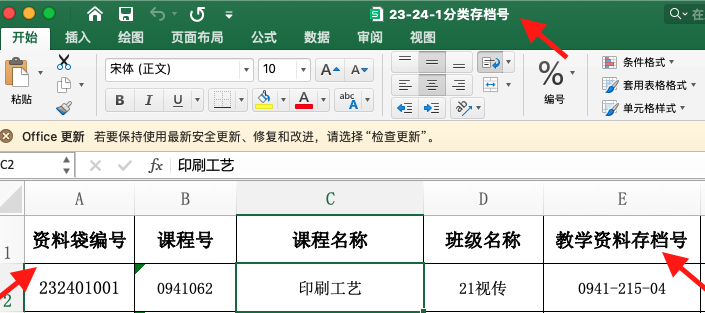 23-24-1分类存档号
在
开始 插入 绘图 页面布局 公式 数据 审阅 视图
粘贴
宋体 (正文) 10 A A
B I U A abc A
% 编号
条件格式
套用表格格式
单元格样式
Office 更新 若要保持使用最新安全更新、修复和改进，请选择“检查更新”。
C2 fx 印刷工艺
A B C D E
1 资料袋编号 课程号 课程名称 班级名称 教学资料存档号
2 232401001 0941062 印刷工艺 21视传 0941-215-04